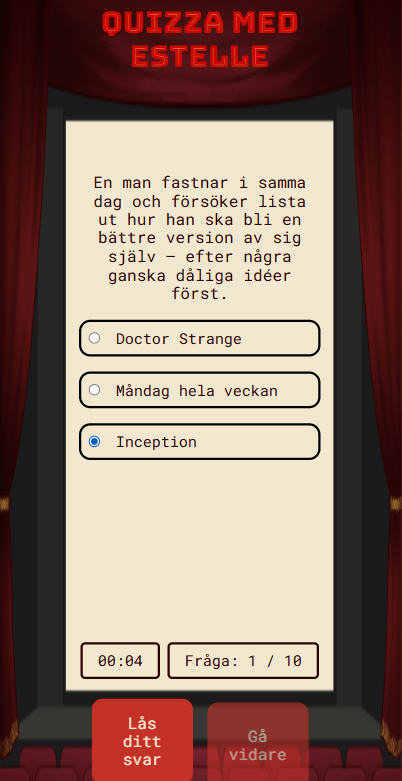 QUIZZA MED
ESTELLE
En man fastnar i samma
dag och försöker lista
ut hur han ska bli en
bättre version av sig
själv – efter några
ganska dåliga idéer
först.
Doctor Strange
Måndag hela veckan
Inception
00:04
Fråga: 1 / 10
Lås
ditt
svar
Gå
vidare